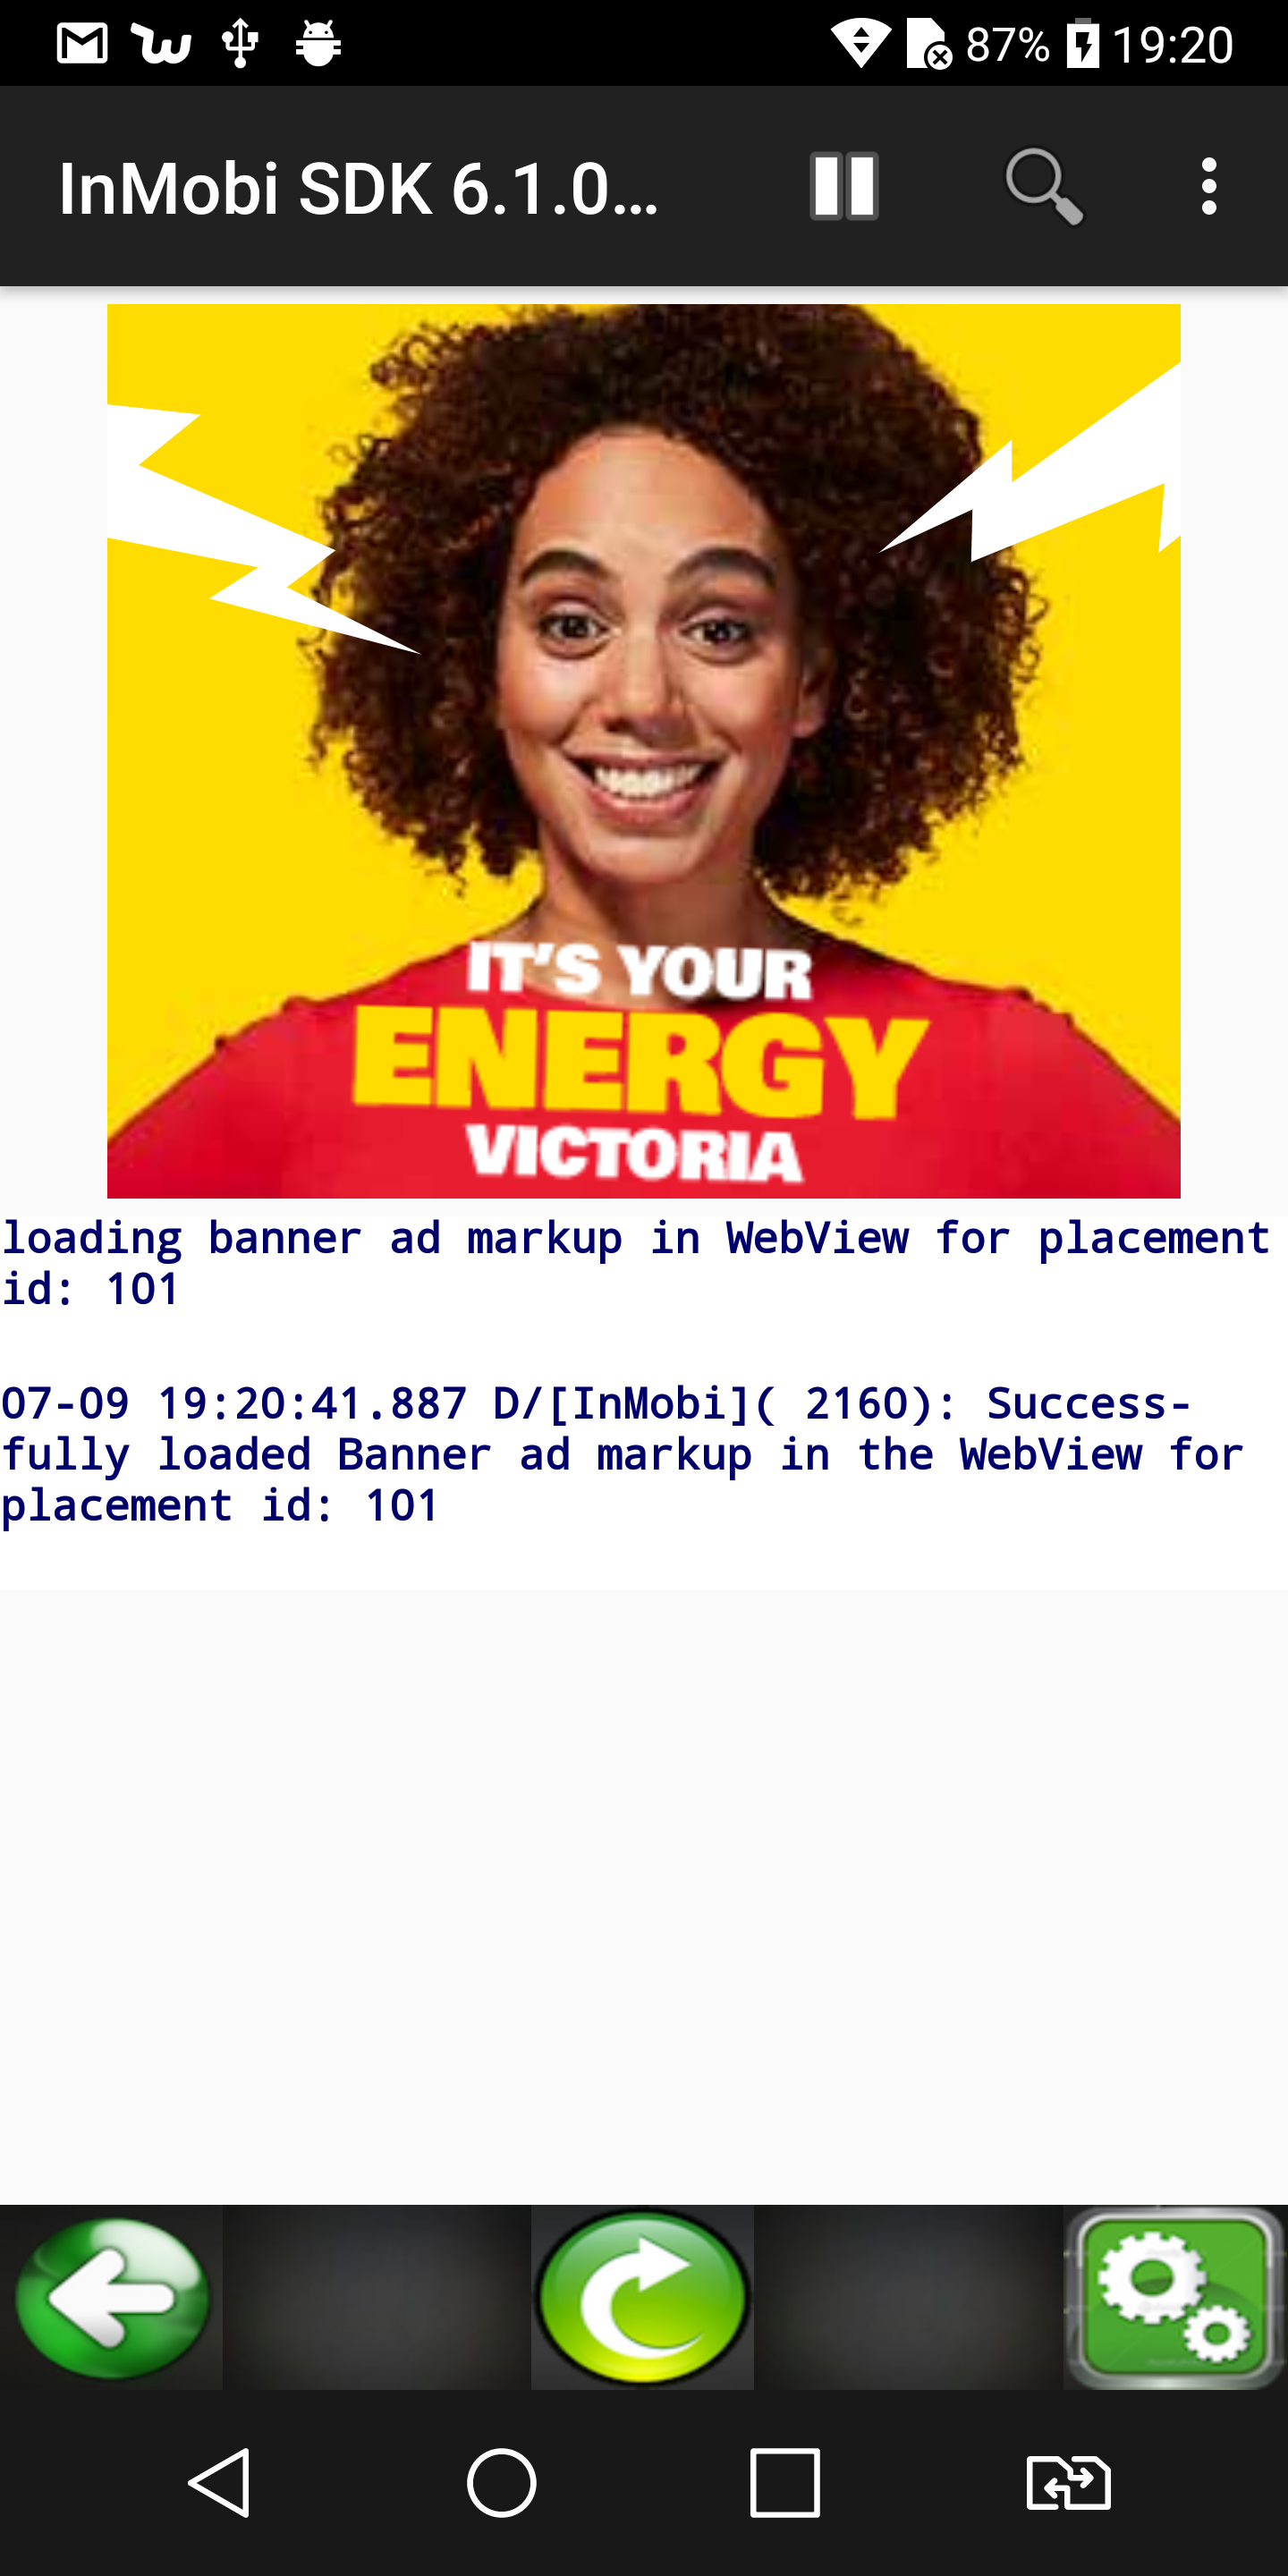 87% 19:20
InMobi SDK 6.1.0...
IT'S YOUR
ENERGY
VICTORIA
loading banner ad markup in WebView for placement
id: 101
07-09 19:20:41.887 D/[InMobi]( 2160): Success-
fully loaded Banner ad markup in the WebView for
placement id: 101